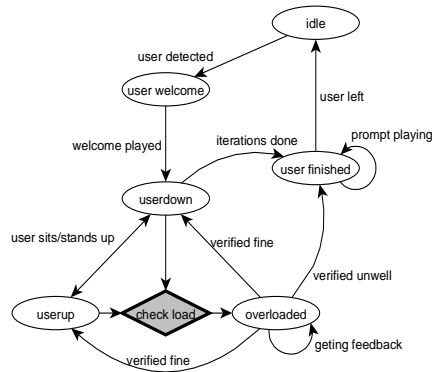 idle
user detected
user welcome
user left
welcome played
iterations done
prompt playing
user finished
userdown
user sits/stands up
verified fine
verified unwell
userup
check load
overloaded
geting feedback
verified fine